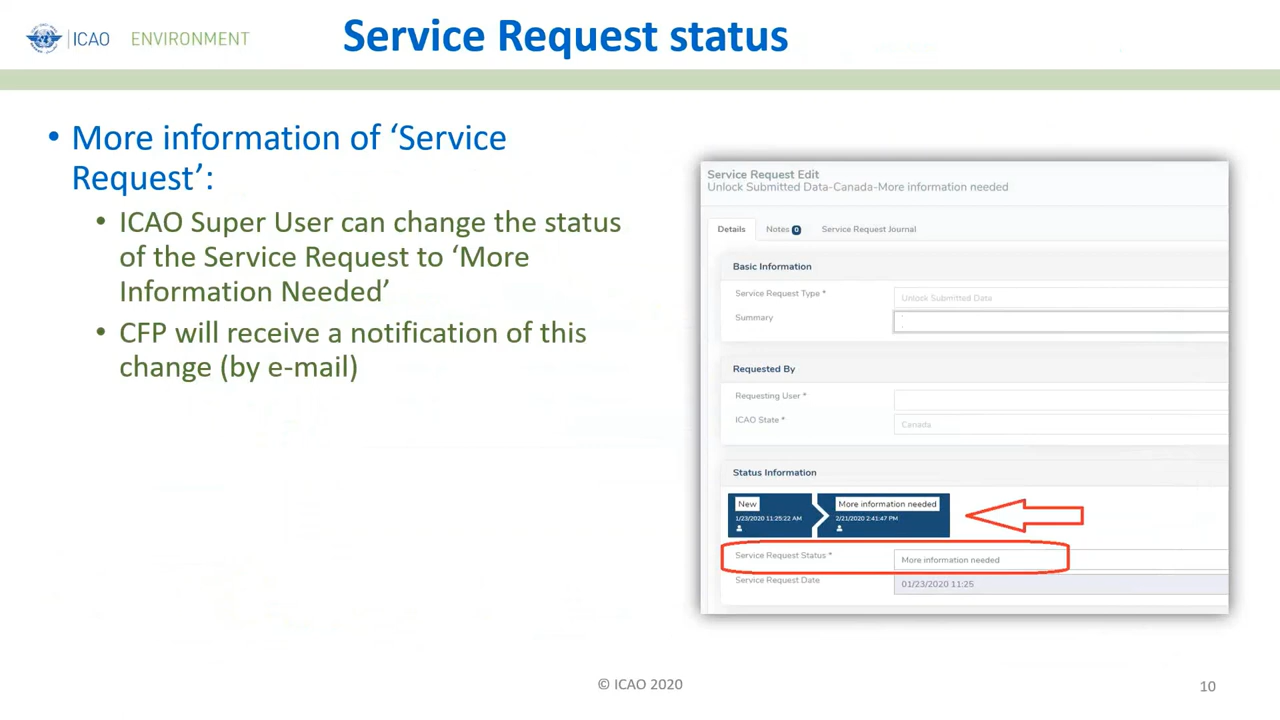 ICAO ENVIRONMENT
Service Request status
• More information of ‘Service
Request’:
• ICAO Super User can change the status
of the Service Request to ‘More
Information Needed’
• CFP will receive a notification of this
change (by e-mail)
Service Request Edit
Unlock Submitted Data-Canada-More information needed
Details Notes 0 Service Request Journal
Basic Information
Service Request Type * Unlock Submitted Data
Summary
Requested By
Requesting User *
ICAO State * Canada
Status Information
New More information needed
1/23/2020 11:25:22 AM 2/21/2020 2:41:47 PM
Service Request Status * More information needed
Service Request Date 01/23/2020 11:25
© ICAO 2020
10